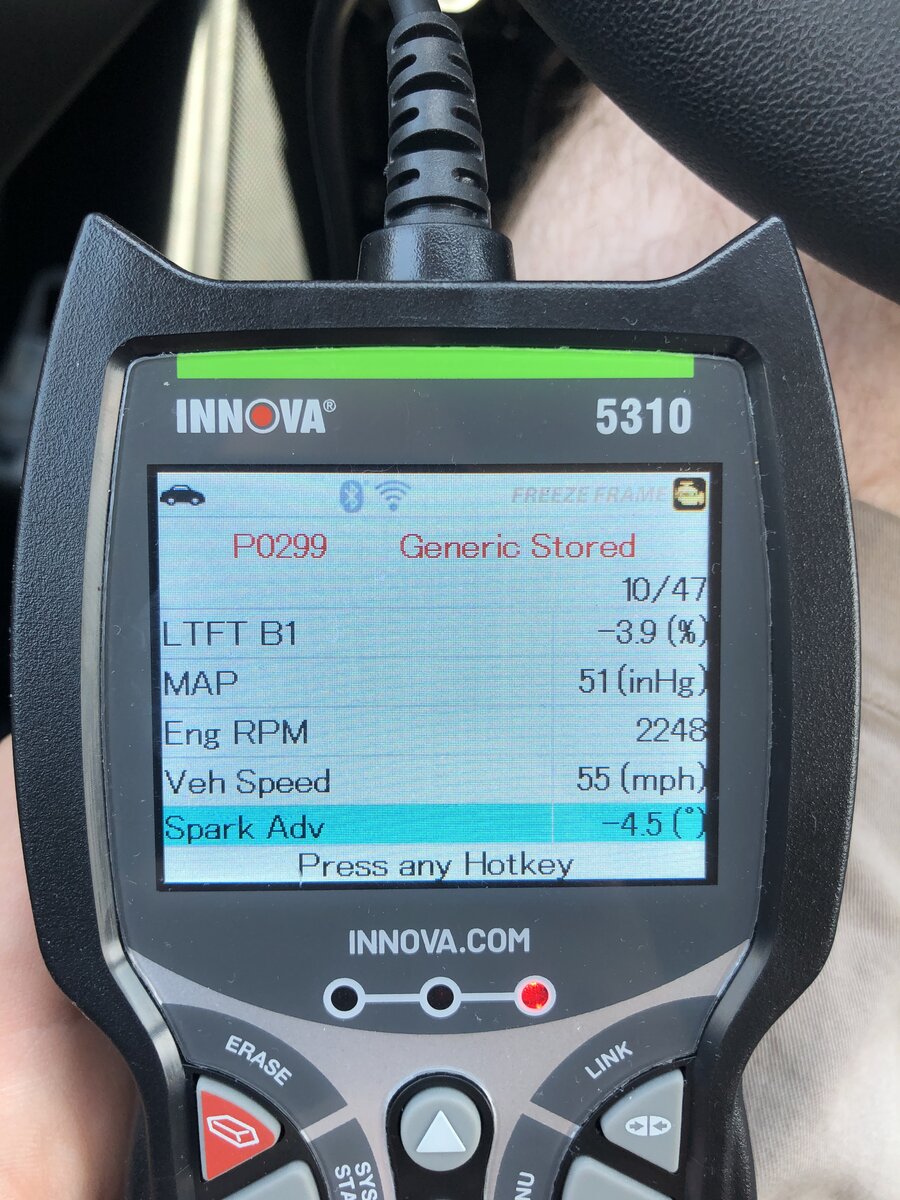 INNOVA® 5310
FREEZE FRAME
P0299 Generic Stored
10/47
LTFT B1 -3.9 (%)
MAP 51 (inHg)
Eng RPM 2248
Veh Speed 55 (mph)
Spark Adv -4.5 (°)
Press any Hotkey
INNOVA.COM
ERASE
LINK